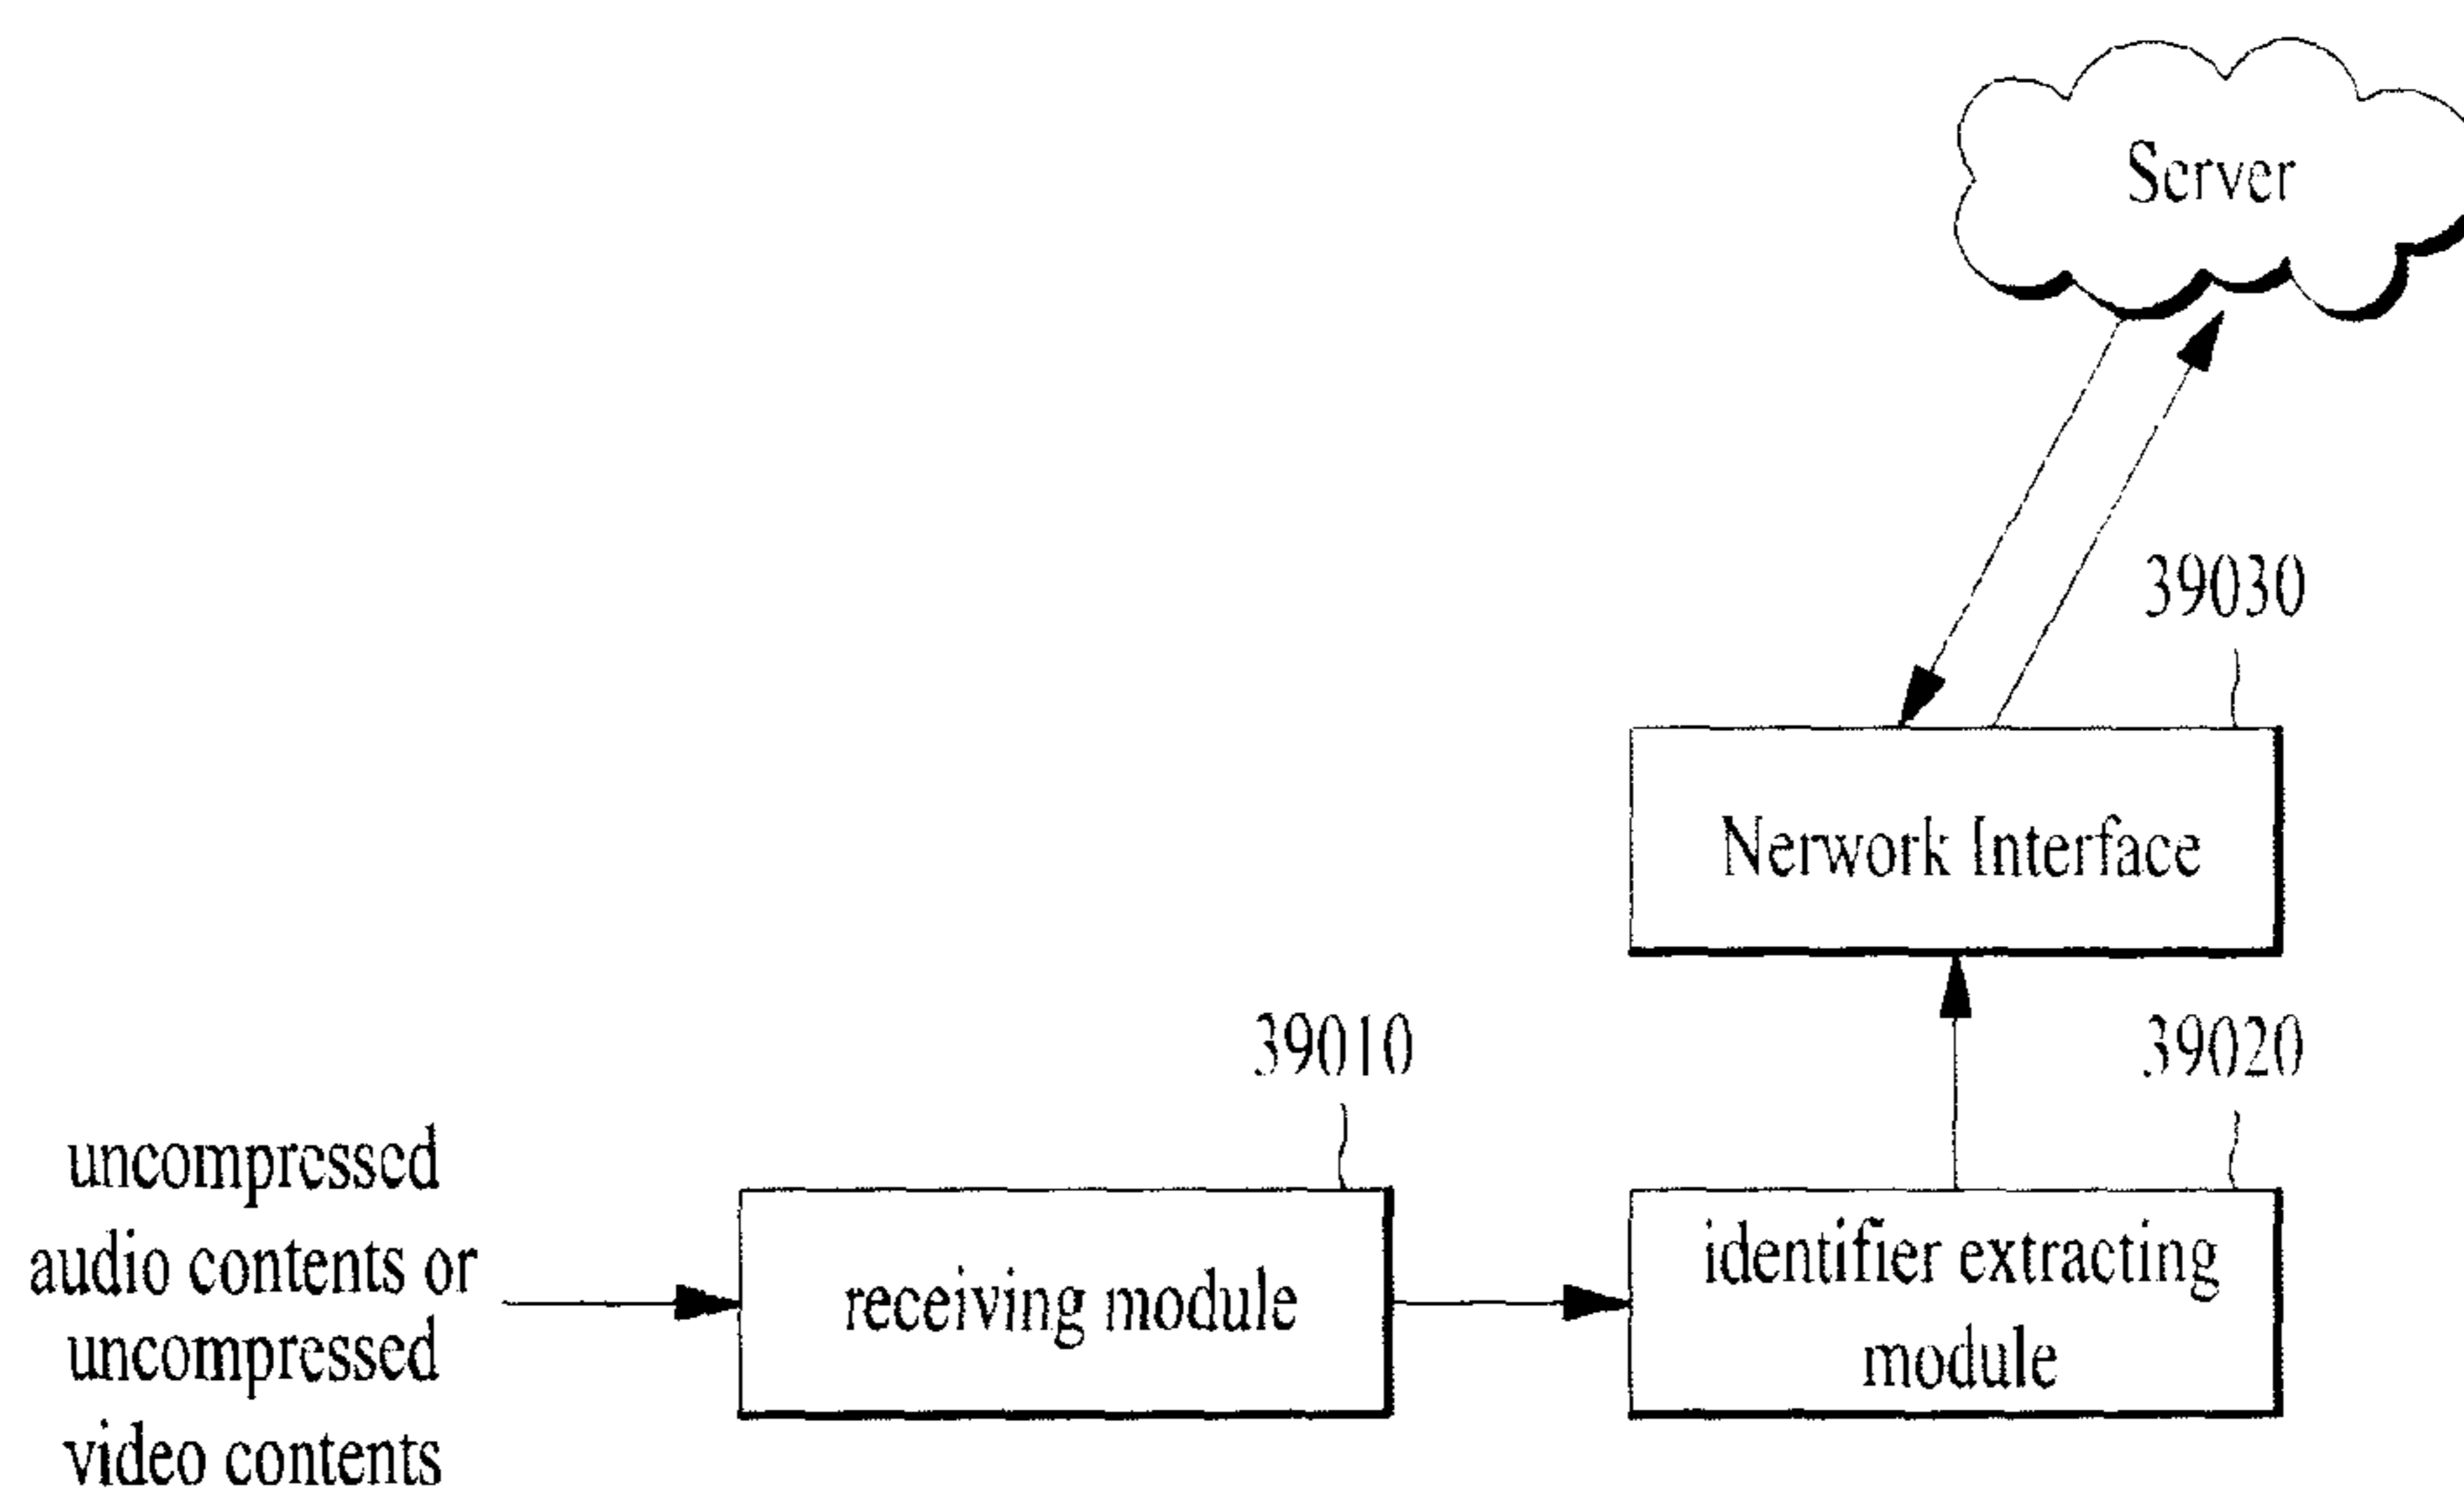 Server
39030
Nerwork Interface
39010
39020
uncompressed
audio contents or
uncompressed
video contents
receiving module
identifier extracting
module